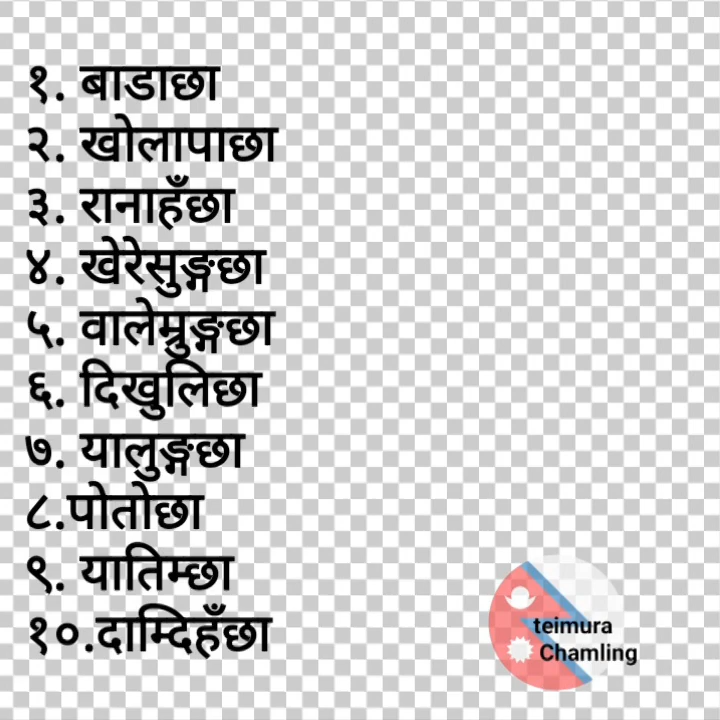 १. बाडाछा
२. खोलापाछा
३. रानाहँछा
४. खेरेसुङ्गछा
५. वालेम्रुङ्गछा
६. दिखुलिछा
७. यालुङ्गछा
८.पोतोछा
९. यातिम्छा
१०.दाम्दिहँछा
teimura
Chamling